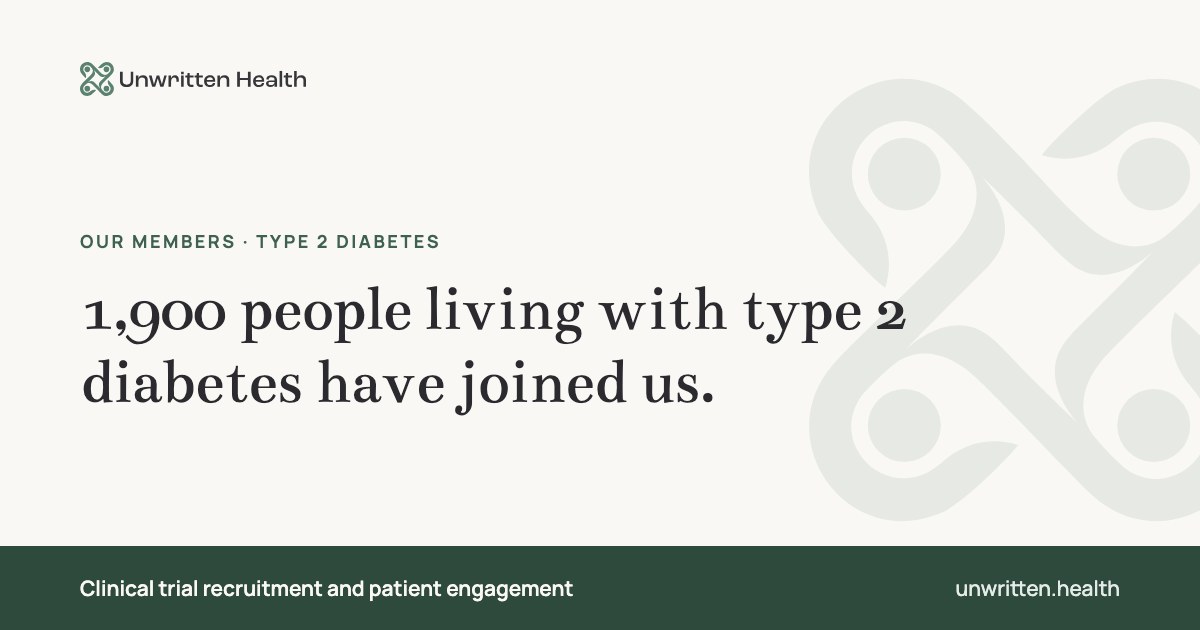 Unwritten Health
OUR MEMBERS · TYPE 2 DIABETES
1,900 people living with type 2
diabetes have joined us.
Clinical trial recruitment and patient engagement
unwritten.health